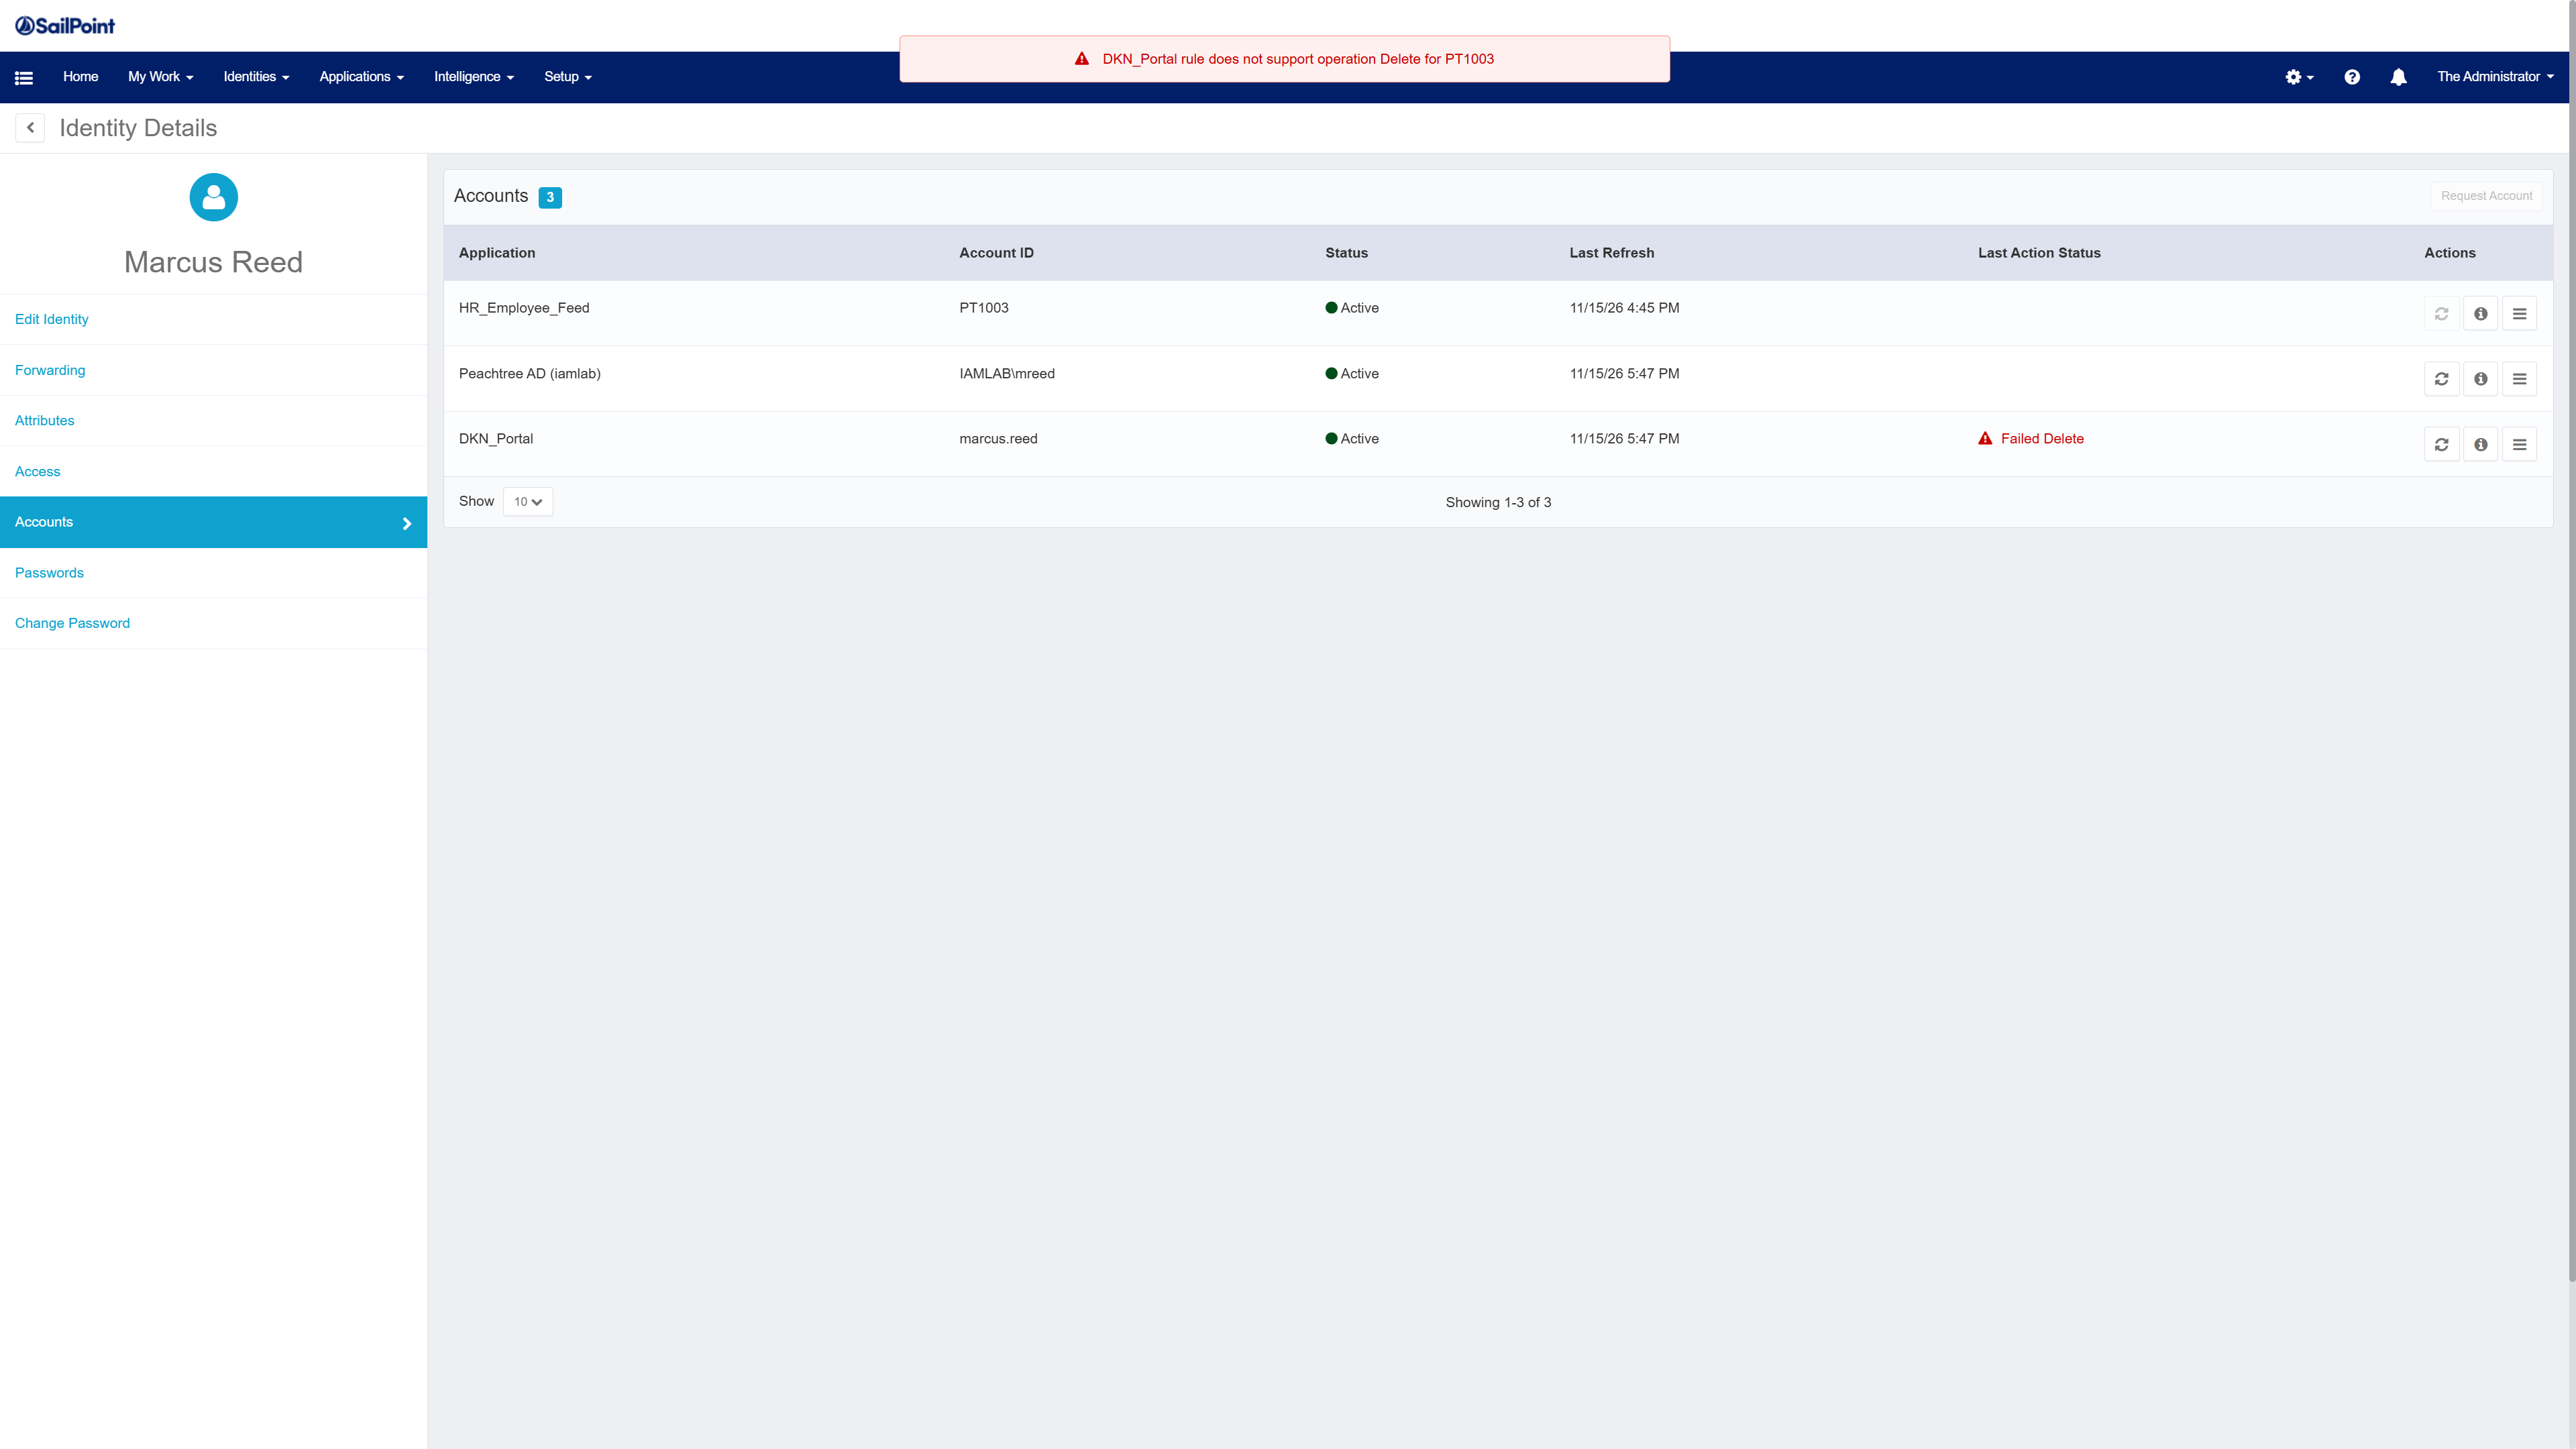 SailPoint
DKN_Portal rule does not support operation Delete for PT1003
Home My Work Identities Applications Intelligence Setup The Administrator
Identity Details
Marcus Reed
Edit Identity
Forwarding
Attributes
Access
Accounts
Passwords
Change Password
Accounts 3 Request Account
Application Account ID Status Last Refresh Last Action Status Actions
HR_Employee_Feed PT1003 Active 11/15/26 4:45 PM
Peachtree AD (iamlab) IAMLAB\mreed Active 11/15/26 5:47 PM
DKN_Portal marcus.reed Active 11/15/26 5:47 PM Failed Delete
Show 10 Showing 1-3 of 3